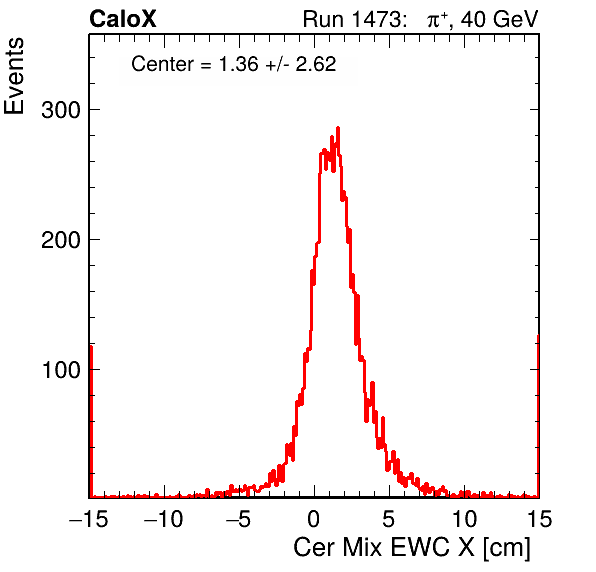 CaloX
Run 1473: π⁺, 40 GeV
Events
Center = 1.36 +/- 2.62
300
200
100
−15 −10 −5 0 5 10 15
Cer Mix EWC X [cm]